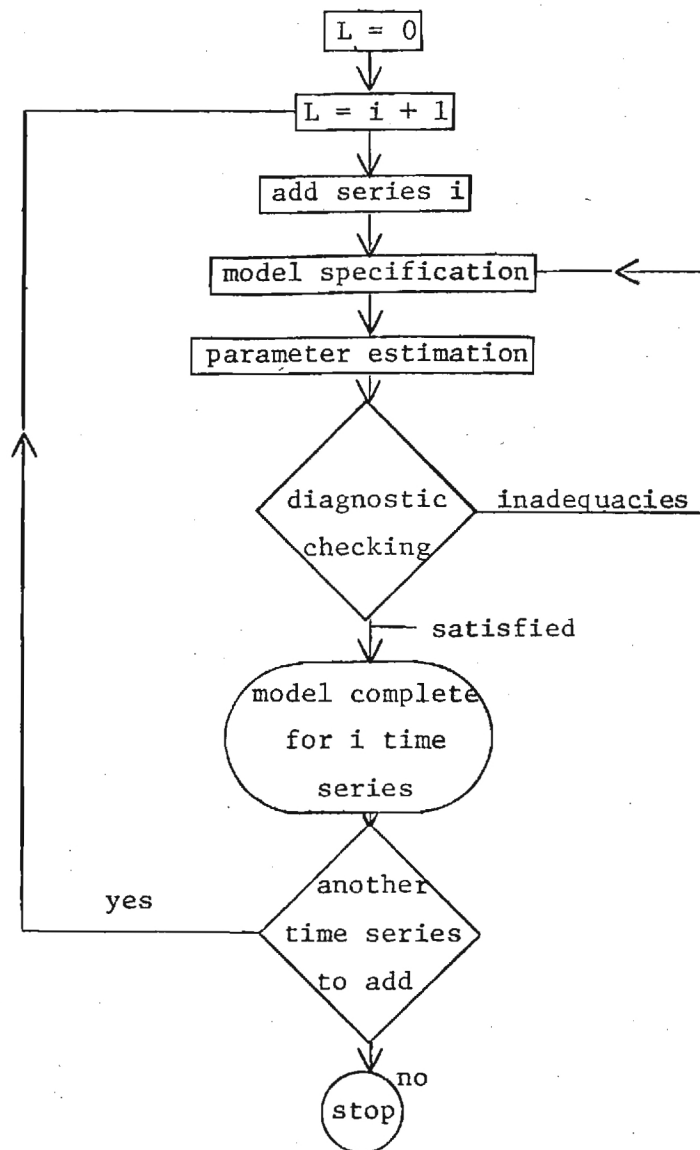 L = 0
L = i + 1
add series i
model specification
parameter estimation
diagnostic
checking
inadequacies
satisfied
model complete
for i time
series
another
time series
to add
yes
no
stop